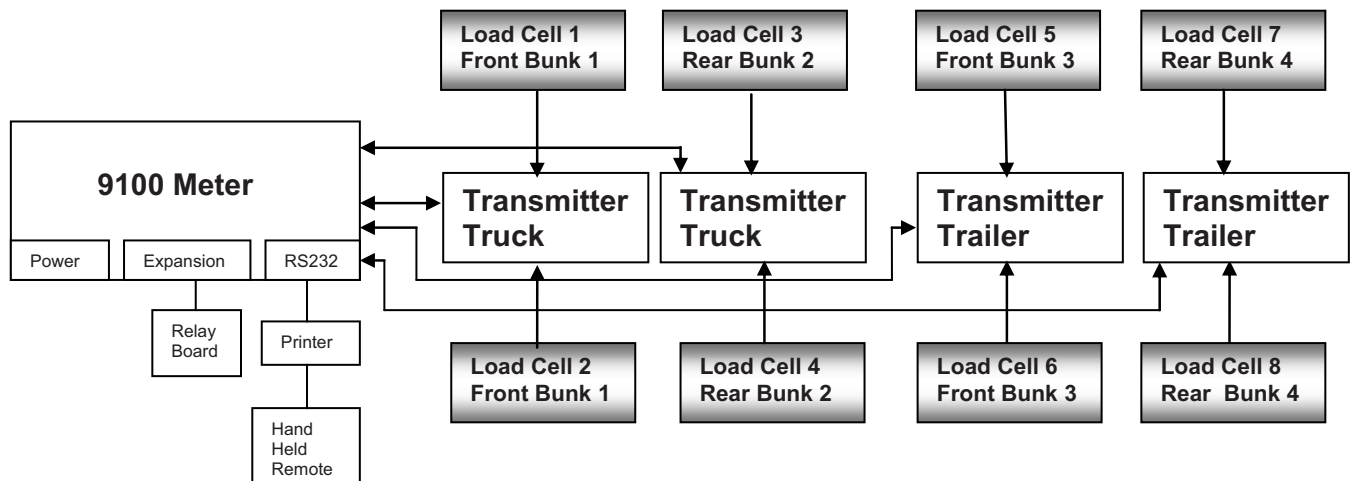 Load Cell 1
Front Bunk 1
Load Cell 3
Rear Bunk 2
Load Cell 5
Front Bunk 3
Load Cell 7
Rear Bunk 4
9100 Meter
Transmitter
Truck
Transmitter
Truck
Transmitter
Trailer
Transmitter
Trailer
Power
Expansion
RS232
Relay
Board
Printer
Load Cell 2
Front Bunk 1
Load Cell 4
Rear Bunk 2
Load Cell 6
Front Bunk 3
Load Cell 8
Rear Bunk 4
Hand
Held
Remote